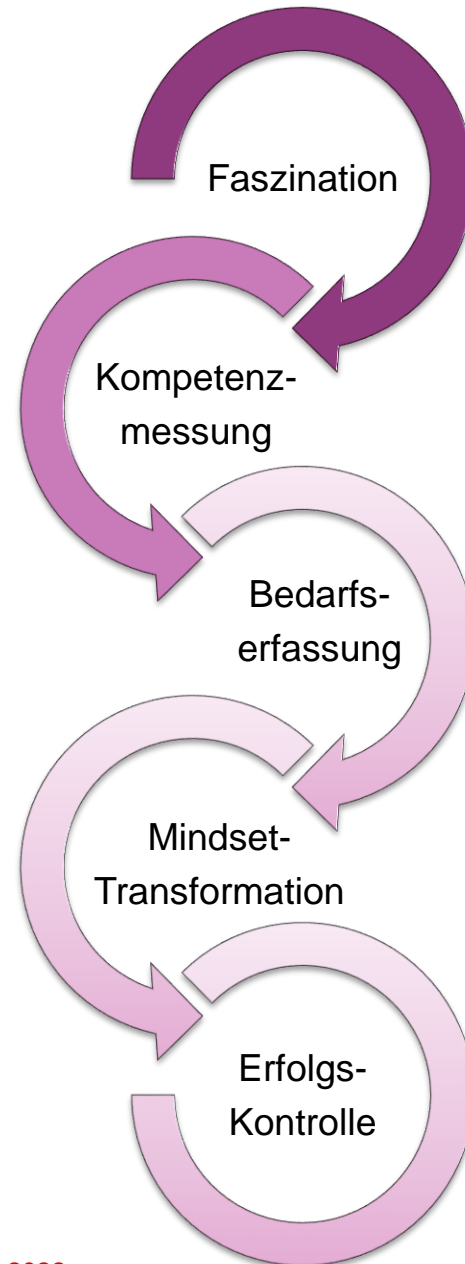 Faszination
Kompetenz-
messung
Bedarfs-
erfassung
Mindset-
Transformation
Erfolgs-
Kontrolle